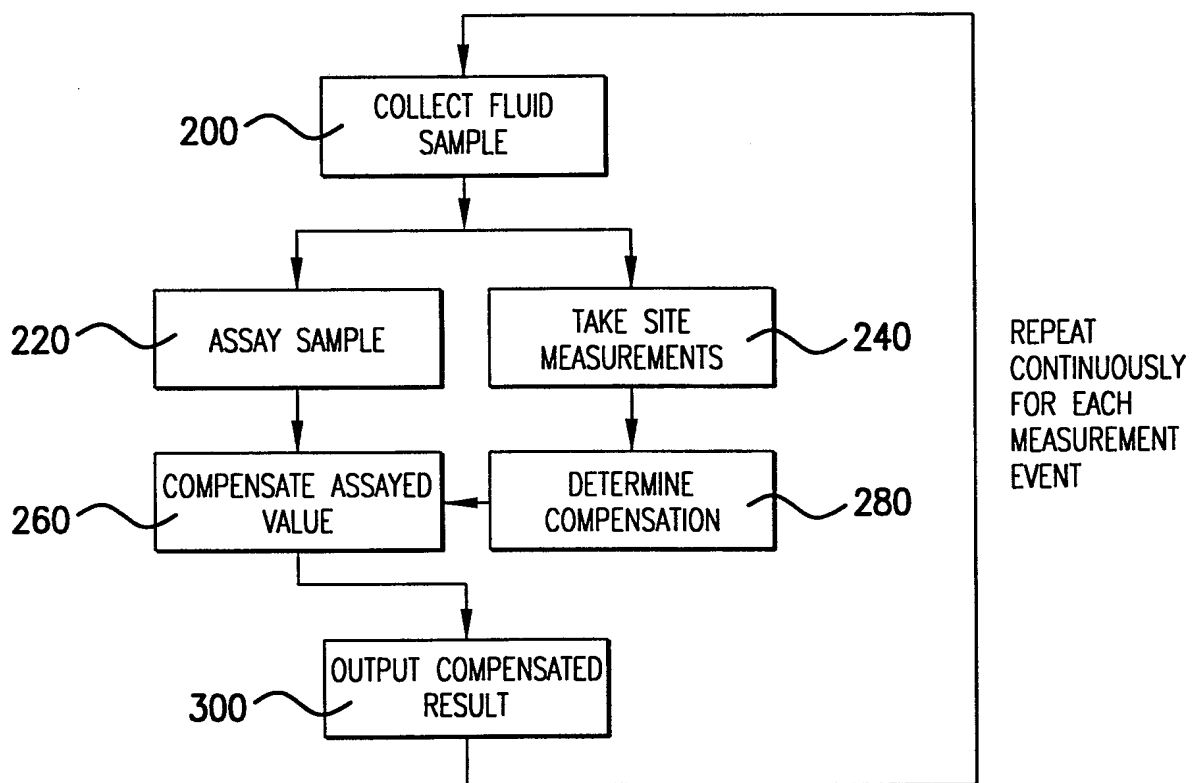 COLLECT FLUID
SAMPLE
200
ASSAY SAMPLE
220
TAKE SITE
MEASUREMENTS
240
COMPENSATE ASSAYED
VALUE
260
DETERMINE
COMPENSATION
280
OUTPUT COMPENSATED
RESULT
300
REPEAT
CONTINUOUSLY
FOR EACH
MEASUREMENT
EVENT